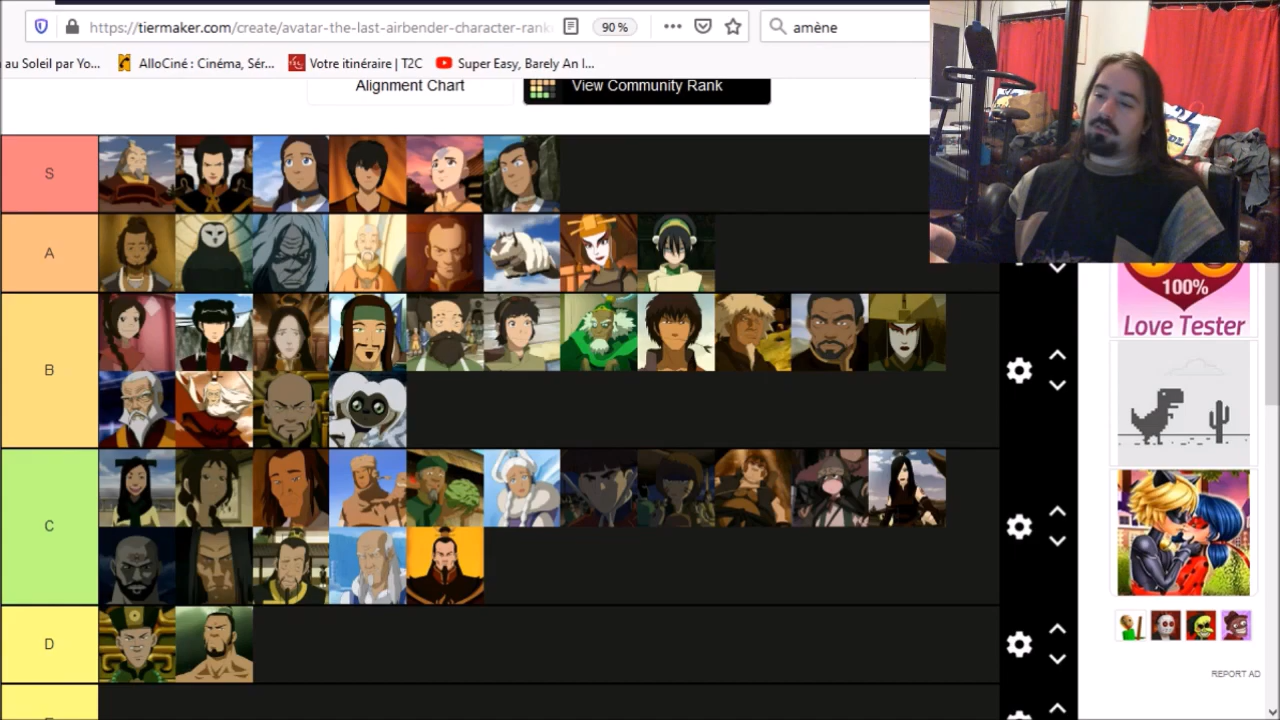 https://tiermaker.com/create/avatar-the-last-airbender-character-rank
90 %
amène
au Soleil par Yo...
AlloCiné : Cinéma, Sér...
Votre itinéraire | T2C
Super Easy, Barely An I...
Alignment Chart
View Community Rank
LIDL
S
A
100%
Love Tester
B
C
D
REPORT AD